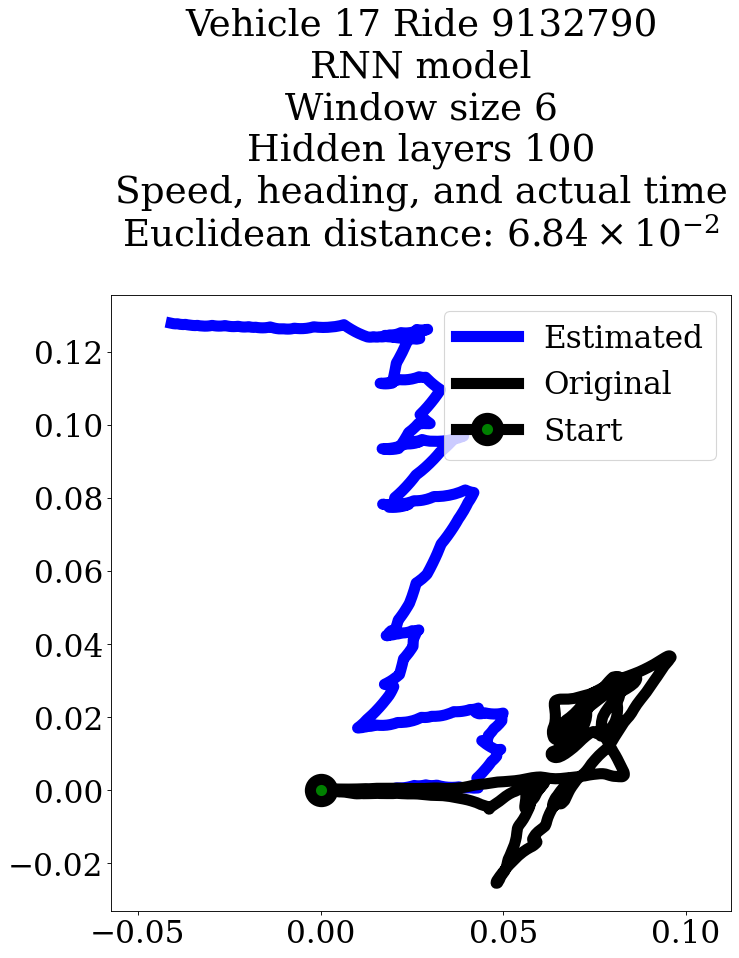 Vehicle 17 Ride 9132790
RNN model
Window size 6
Hidden layers 100
Speed, heading, and actual time
Euclidean distance: 6.84 × 10⁻²
Estimated
Original
Start
0.12
0.10
0.08
0.06
0.04
0.02
0.00
−0.02
−0.05
0.00
0.05
0.10